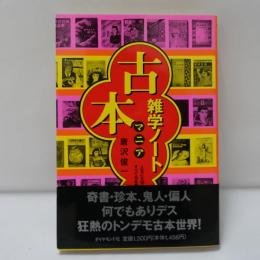 古本
マニア
雑学ノート
唐沢俊一
奇書・珍本、鬼人・偏人
何でもありデス
狂熱のトンデモ古本世界!
ダイヤモンド社 定価1,500円(本体1,456円)